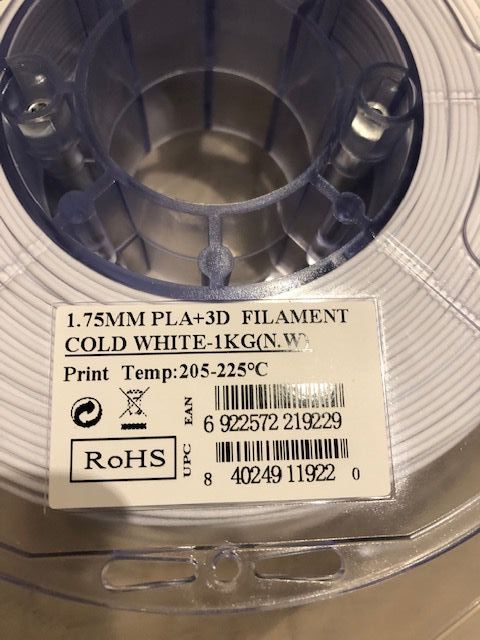 1.75MM PLA+3D FILAMENT
COLD WHITE-1KG(N.W)
Print Temp:205-225°C
EAN
6 922572 219229
RoHS
UPC
8 40249 11922 0